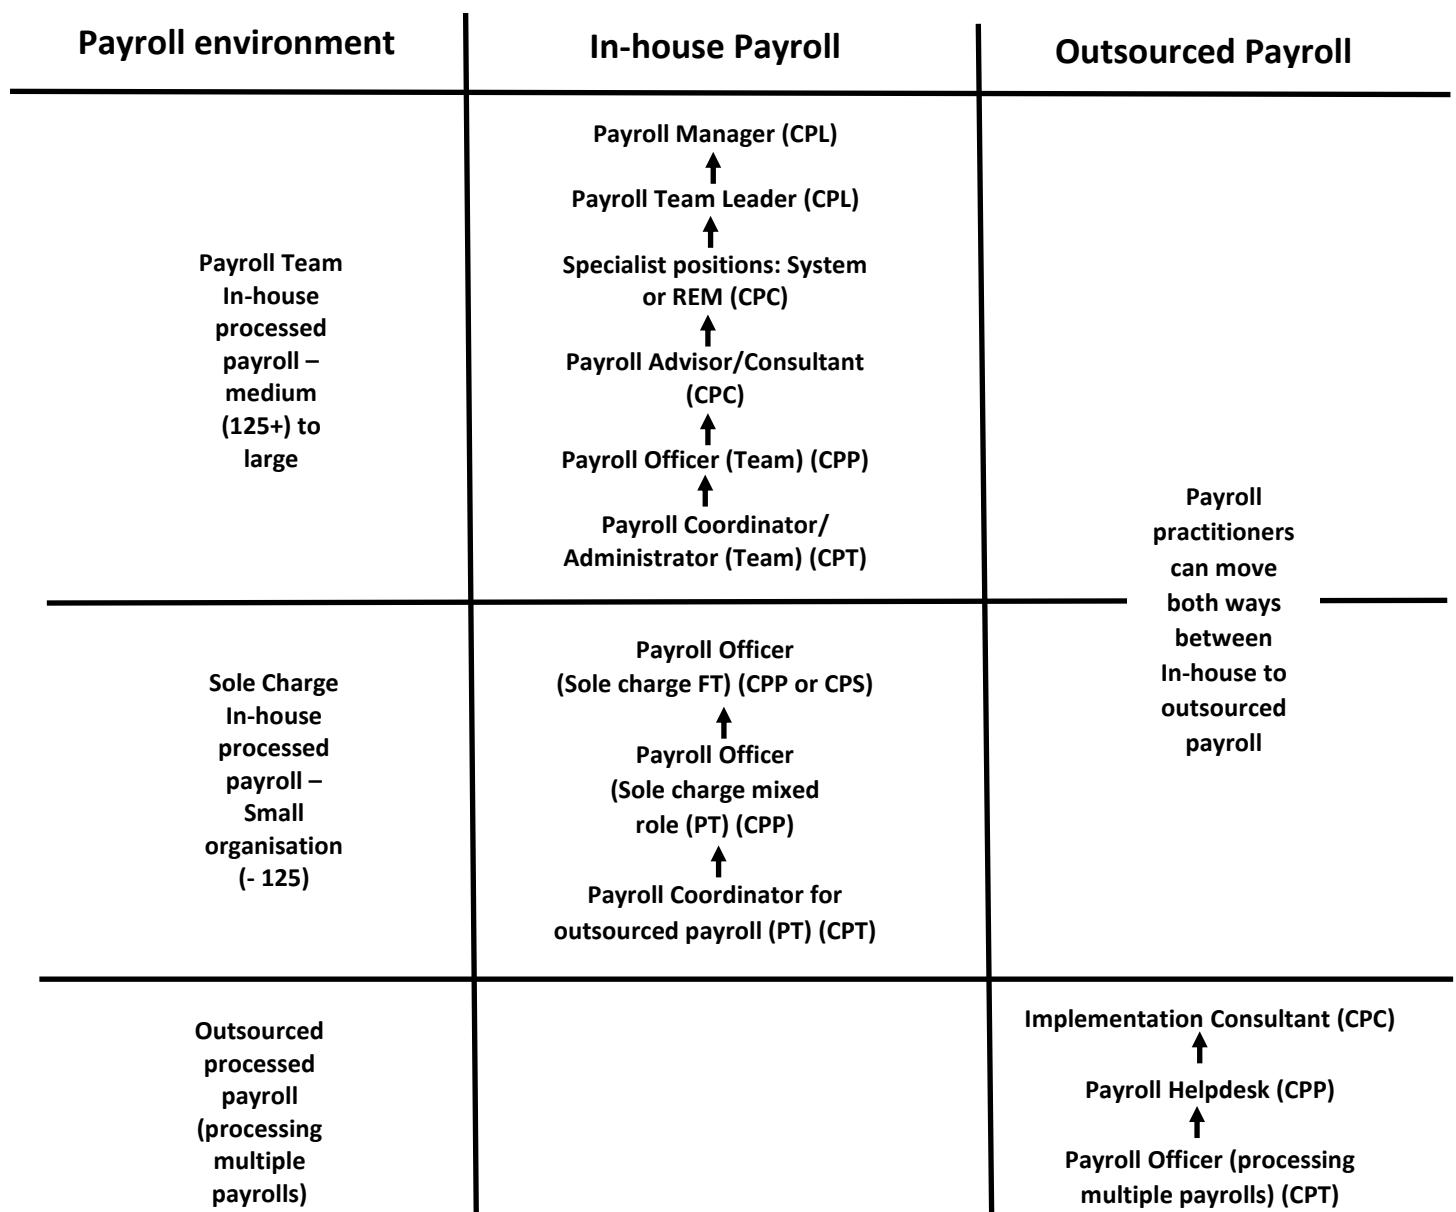 Payroll environment
In-house Payroll
Outsourced Payroll
Payroll Team
In-house
processed
payroll –
medium
(125+) to
large
Payroll Manager (CPL)
Payroll Team Leader (CPL)
Specialist positions: System
or REM (CPC)
Payroll Advisor/Consultant
(CPC)
Payroll Officer (Team) (CPP)
Payroll Coordinator/
Administrator (Team) (CPT)
Payroll
practitioners
can move
both ways
between
In-house to
outsourced
payroll
Sole Charge
In-house
processed
payroll –
Small
organisation
(- 125)
Payroll Officer
(Sole charge FT) (CPP or CPS)
Payroll Officer
(Sole charge mixed
role (PT) (CPP)
Payroll Coordinator for
outsourced payroll (PT) (CPT)
Outsourced
processed
payroll
(processing
multiple
payrolls)
Implementation Consultant (CPC)
Payroll Helpdesk (CPP)
Payroll Officer (processing
multiple payrolls) (CPT)